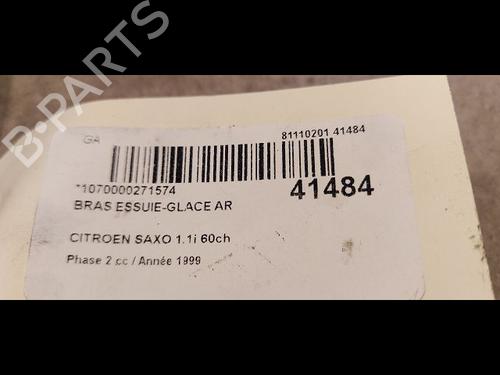 B-PARTS
GA
81110201 41484
*1070000271574
41484
BRAS ESSUIE-GLACE AR
CITROEN SAXO 1.1i 60ch
Phase 2 cc / Année 1999